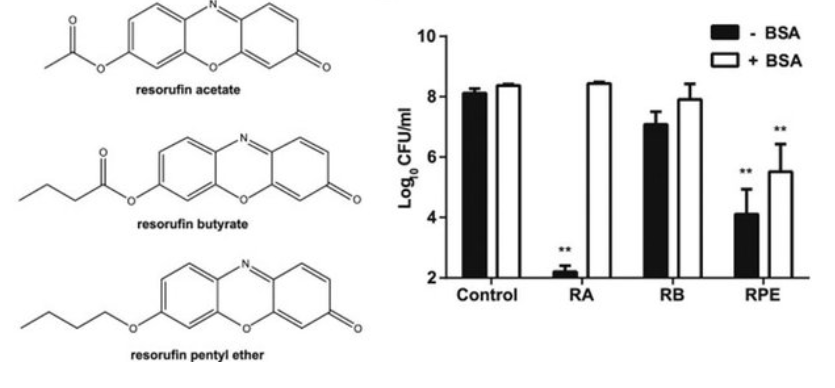 O
O
N
O
O
resorufin acetate
O
O
N
O
O
resorufin butyrate
O
N
O
O
resorufin pentyl ether
- BSA
+ BSA
Log10 CFU/ml
10
8
6
4
2
**
**
**
Control RA RB RPE